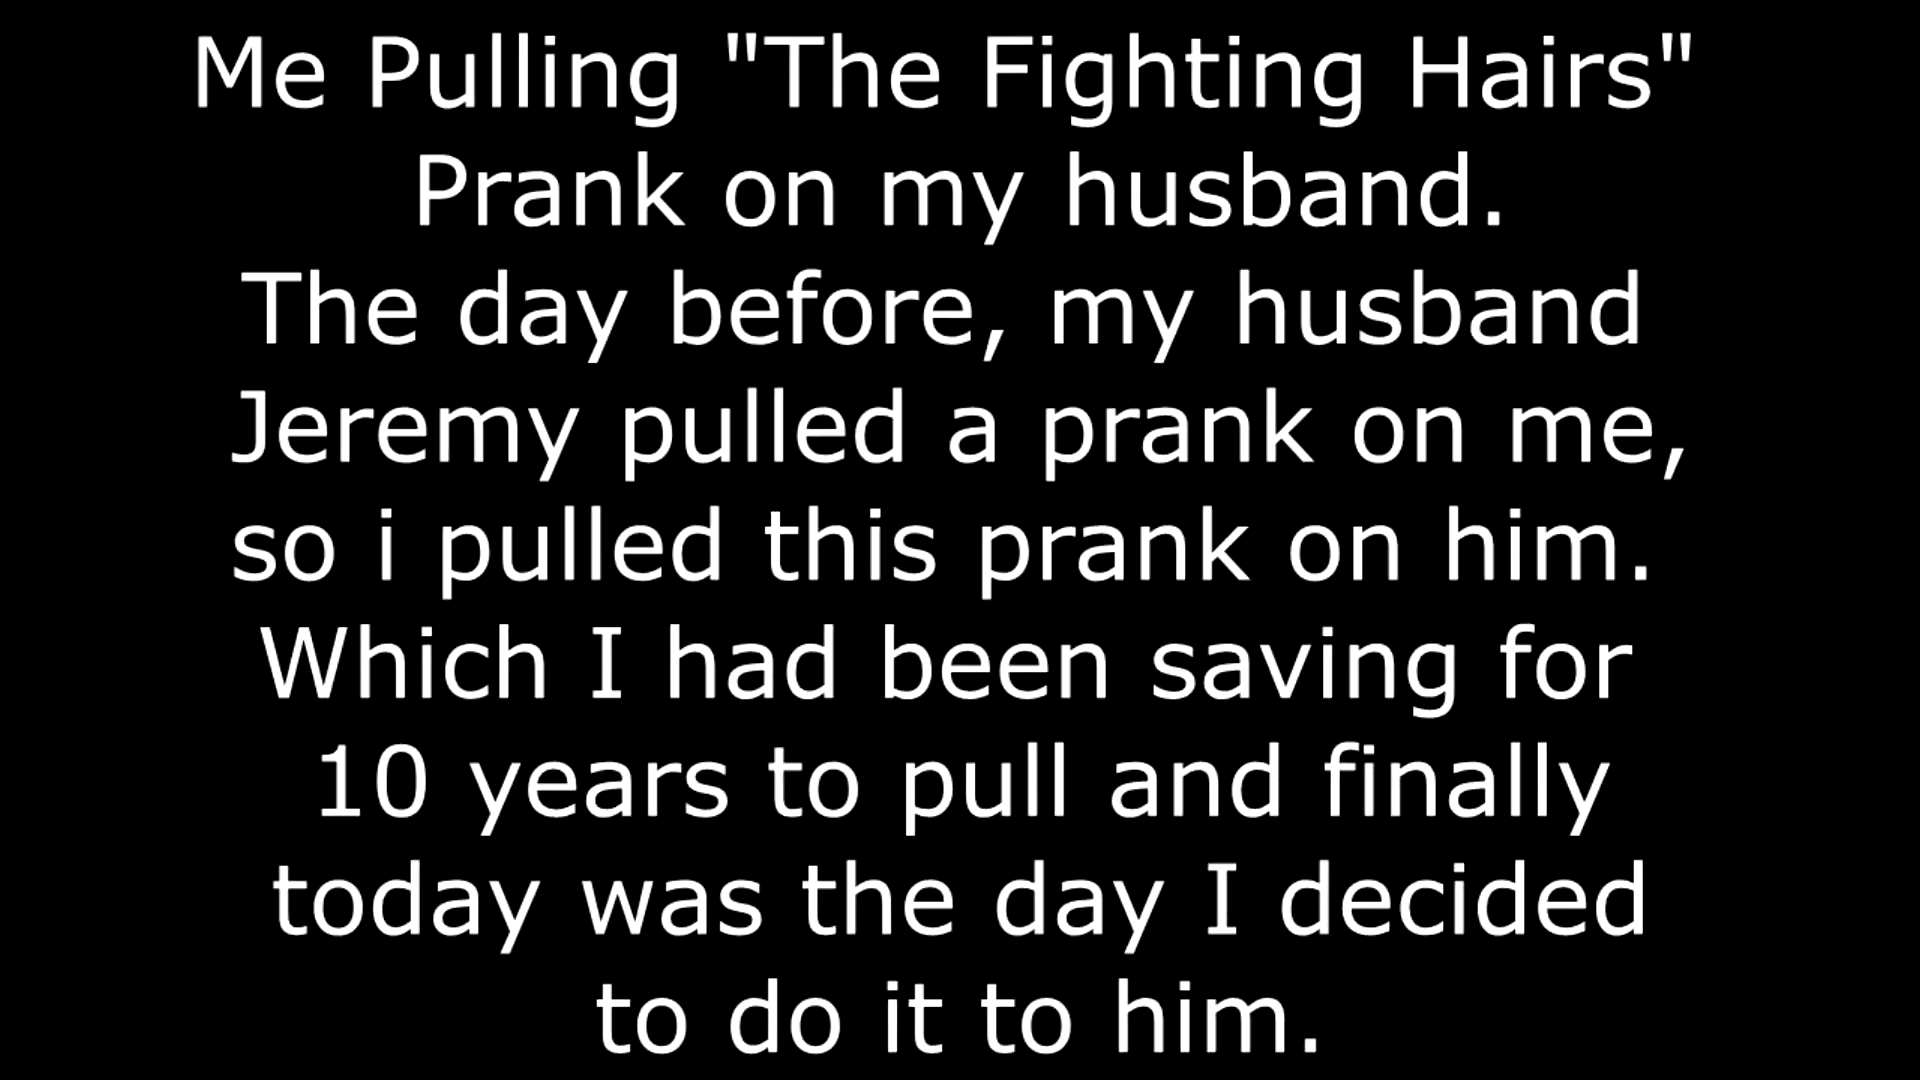 Me Pulling "The Fighting Hairs"
Prank on my husband.
The day before, my husband
Jeremy pulled a prank on me,
so i pulled this prank on him.
Which I had been saving for
10 years to pull and finally
today was the day I decided
to do it to him.